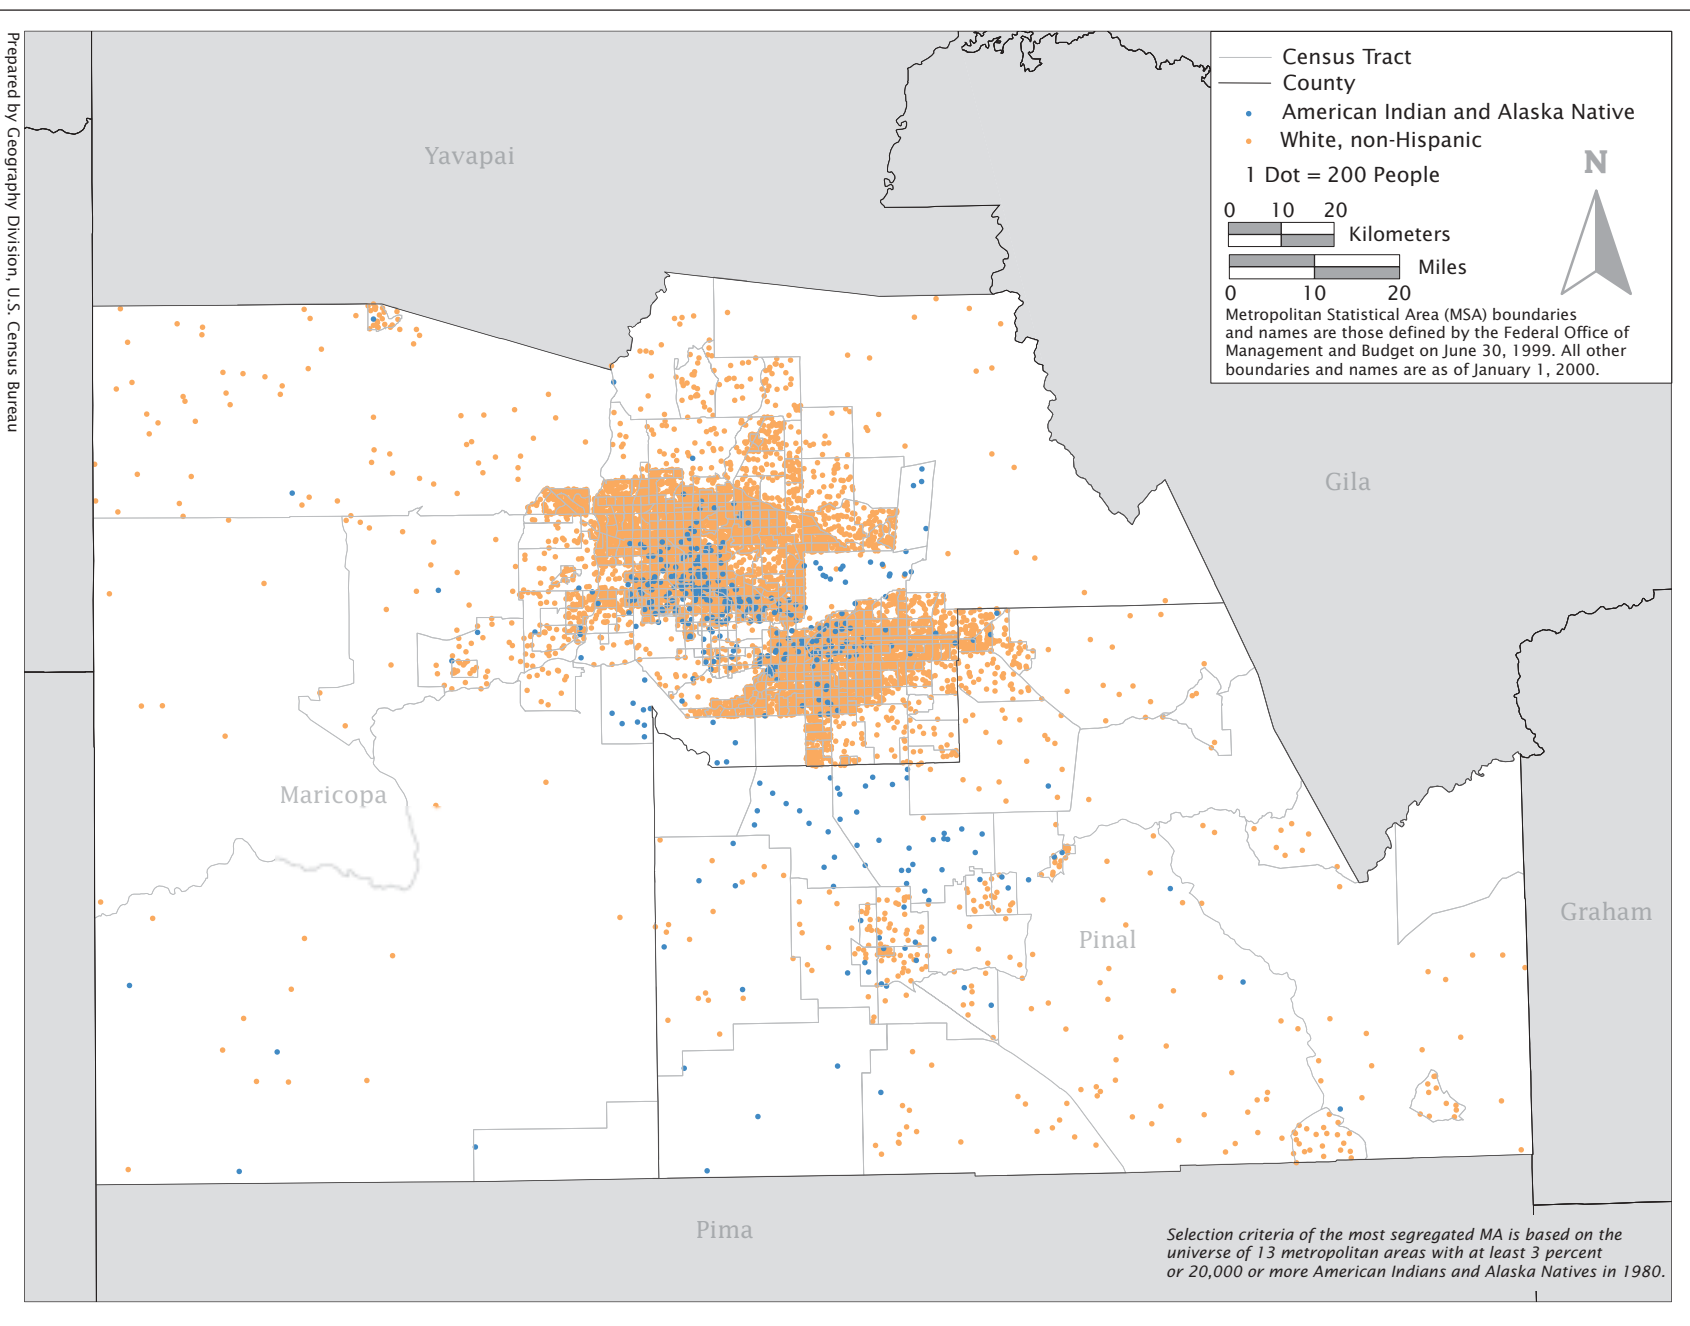 Prepared by Geography Division, U.S. Census Bureau
Census Tract
County
American Indian and Alaska Native
White, non-Hispanic
1 Dot = 200 People
N
0 10 20
Kilometers
Miles
0 10 20
Metropolitan Statistical Area (MSA) boundaries
and names are those defined by the Federal Office of
Management and Budget on June 30, 1999. All other
boundaries and names are as of January 1, 2000.
Yavapai
Gila
Maricopa
Graham
Pinal
Pima
Selection criteria of the most segregated MA is based on the
universe of 13 metropolitan areas with at least 3 percent
or 20,000 or more American Indians and Alaska Natives in 1980.